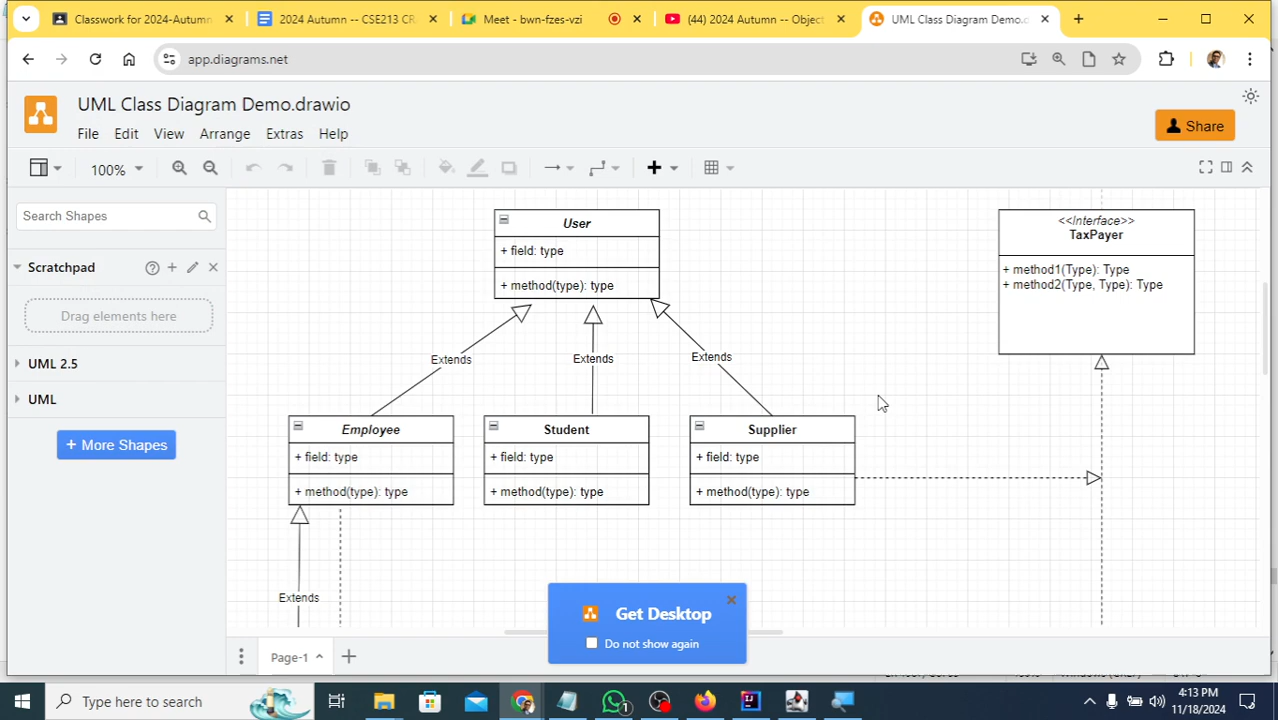 Classwork for 2024-Autumn
2024 Autumn -- CSE213 CR
Meet - bwn-fzes-vzi
(44) 2024 Autumn -- Object
UML Class Diagram Demo.d
app.diagrams.net
UML Class Diagram Demo.drawio
File Edit View Arrange Extras Help
Share
100%
Search Shapes
Scratchpad
Drag elements here
UML 2.5
UML
+ More Shapes
User
+ field: type
+ method(type): type
<<Interface>>
TaxPayer
+ method1(Type): Type
+ method2(Type, Type): Type
Extends
Extends
Extends
Employee
+ field: type
+ method(type): type
Student
+ field: type
+ method(type): type
Supplier
+ field: type
+ method(type): type
Extends
Get Desktop
Do not show again
Page-1
Type here to search
1
4:13 PM
11/18/2024